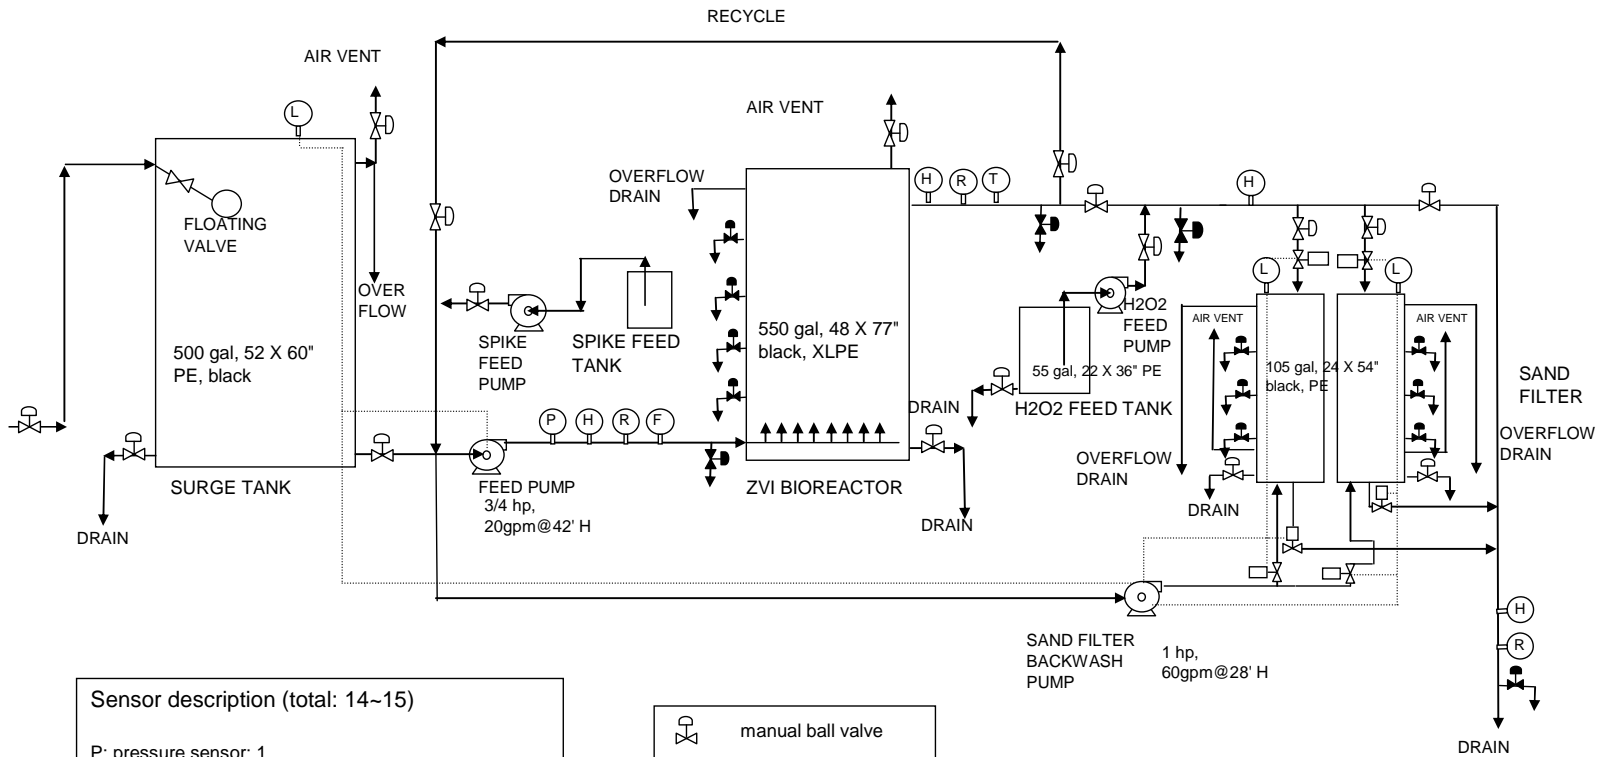 RECYCLE
AIR VENT
L
AIR VENT
OVERFLOW
DRAIN
H
R
T
H
FLOATING
VALVE
OVER
FLOW
L
L
500 gal, 52 X 60"
PE, black
SPIKE
FEED
PUMP
SPIKE FEED
TANK
550 gal, 48 X 77"
black, XLPE
H2O2
FEED
PUMP
55 gal, 22 X 36" PE
H2O2 FEED TANK
AIR VENT
AIR VENT
105 gal, 24 X 54"
black, PE
SAND
FILTER
P
H
R
F
DRAIN
OVERFLOW
DRAIN
OVERFLOW
DRAIN
SURGE TANK
FEED PUMP
3/4 hp,
20gpm@42' H
ZVI BIOREACTOR
DRAIN
DRAIN
DRAIN
DRAIN
H
R
SAND FILTER
BACKWASH
PUMP
1 hp,
60gpm@28' H
DRAIN
Sensor description (total: 14~15)
P: pressure sensor: 1
manual ball valve